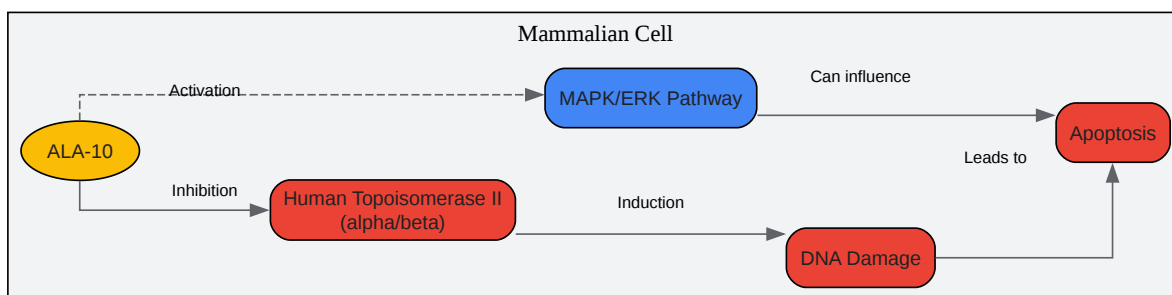 Mammalian Cell
Activation
MAPK/ERK Pathway
Can influence
Apoptosis
ALA-10
Inhibition
Human Topoisomerase II
(alpha/beta)
Induction
DNA Damage
Leads to